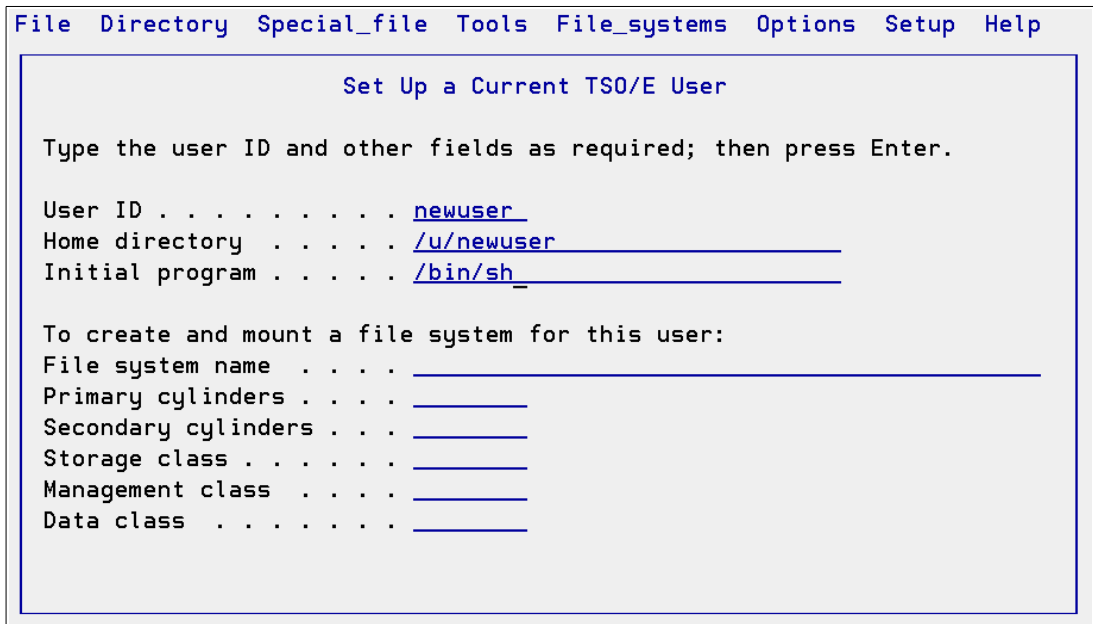 File  Directory  Special_file  Tools  File_systems  Options  Setup  Help
Set Up a Current TSO/E User
Type the user ID and other fields as required; then press Enter.
User ID . . . . . . . . . newuser_
Home directory  . . . . . /u/newuser
Initial program . . . . . /bin/sh_
To create and mount a file system for this user:
File system name  . . . .
Primary cylinders . . . .
Secondary cylinders . . .
Storage class . . . . . .
Management class  . . . .
Data class  . . . . . . .